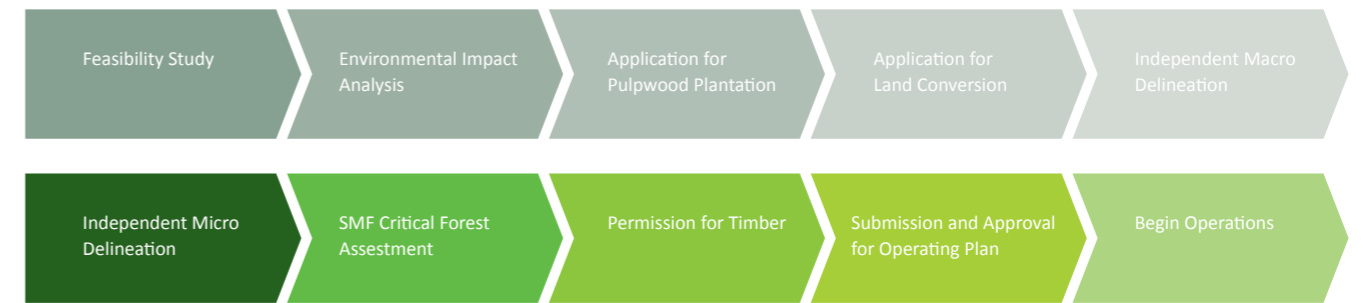 Feasibility Study
Environmental Impact
Analysis
Application for
Pulpwood Plantation
Application for
Land Conversion
Independent Macro
Delineation
Independent Micro
Delineation
SMF Critical Forest
Assestment
Permission for Timber
Submission and Approval
for Operating Plan
Begin Operations